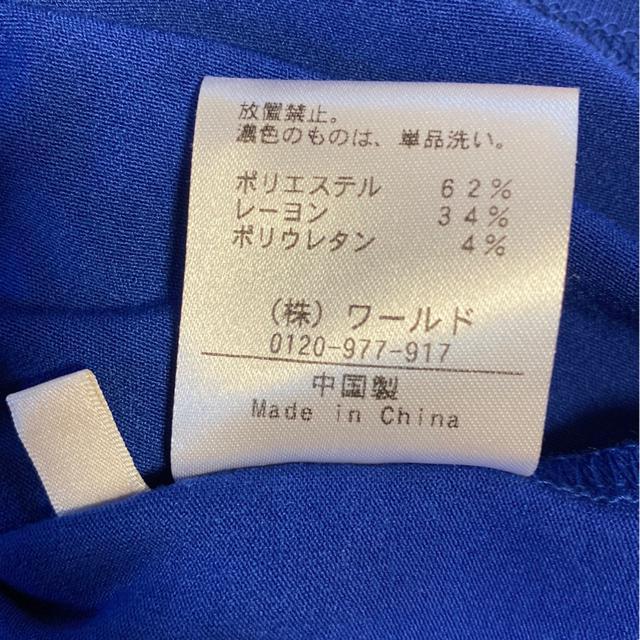 放置禁止。
濃色のものは、単品洗い。
ポリエステル 62%
レーヨン 34%
ポリウレタン 4%
(株) ワールド
0120-977-917
中国製
Made in China